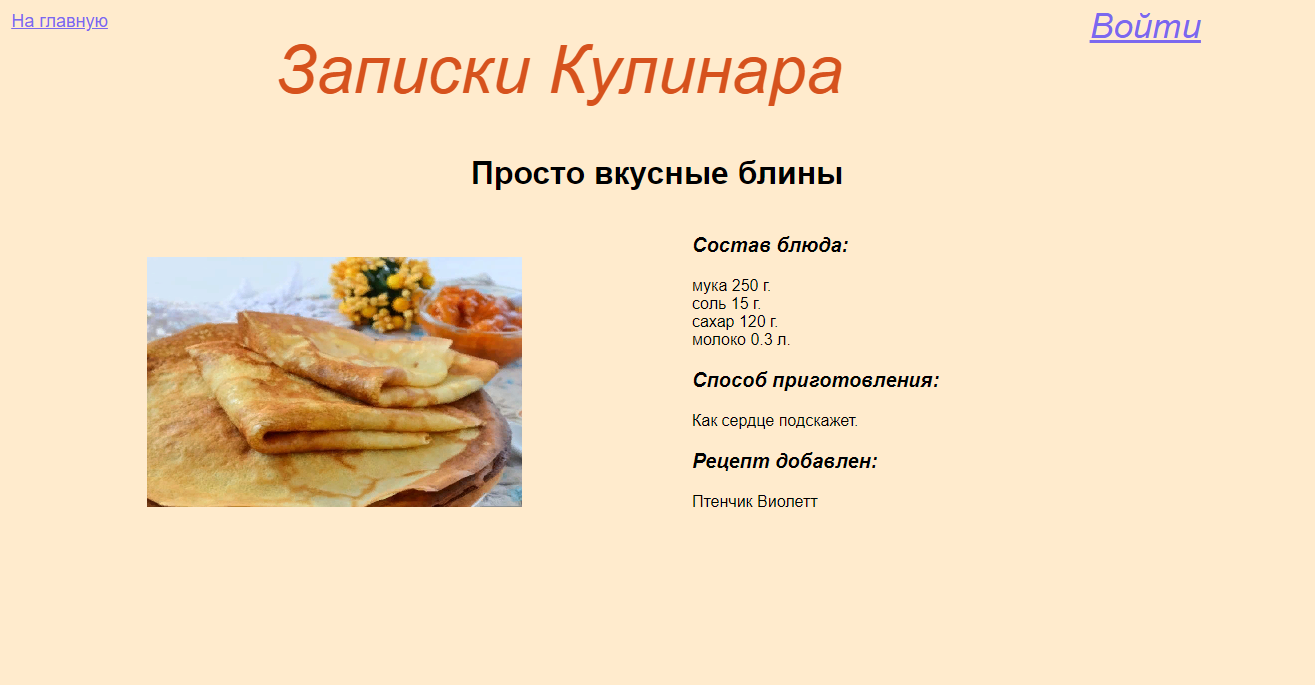 На главную
Войти
Записки Кулинара
Просто вкусные блины
Состав блюда:
мука 250 г.
соль 15 г.
сахар 120 г.
молоко 0.3 л.
Способ приготовления:
Как сердце подскажет.
Рецепт добавлен:
Птенчик Виолетт